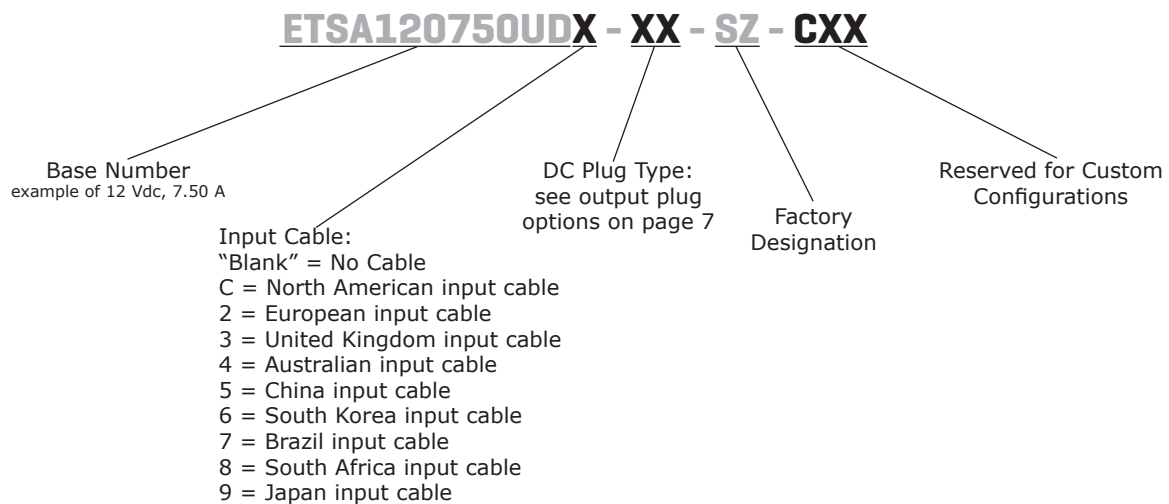 ETSA120750UDX - XX - SZ - CXX
Base Number
example of 12 Vdc, 7.50 A
Input Cable:
“Blank” = No Cable
C = North American input cable
2 = European input cable
3 = United Kingdom input cable
4 = Australian input cable
5 = China input cable
6 = South Korea input cable
7 = Brazil input cable
8 = South Africa input cable
9 = Japan input cable
DC Plug Type:
see output plug
options on page 7
Factory
Designation
Reserved for Custom
Configurations